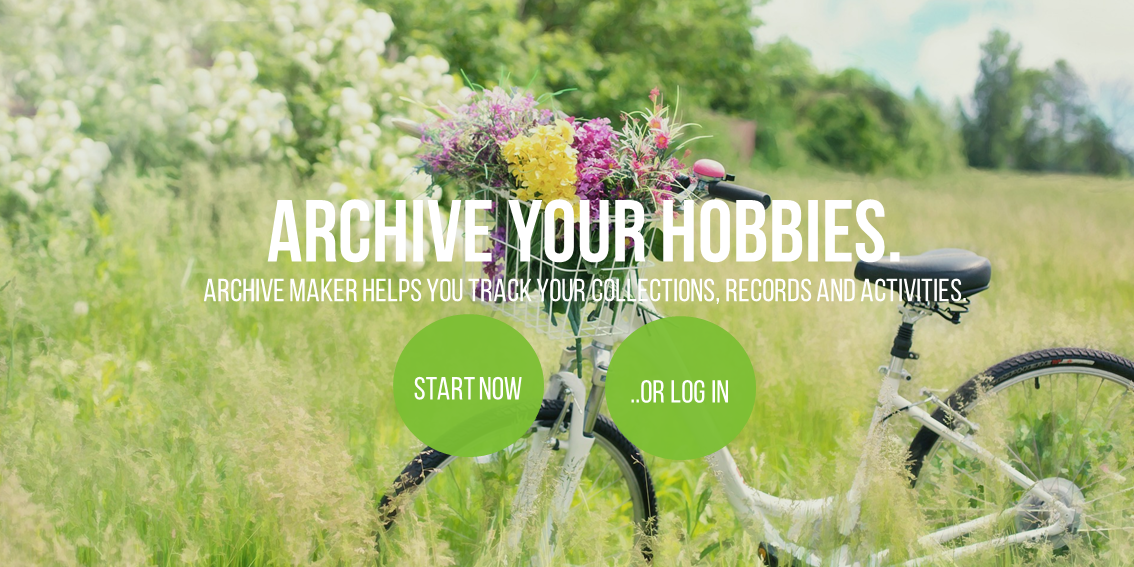 ARCHIVE YOUR HOBBIES.
ARCHIVE MAKER HELPS YOU TRACK YOUR COLLECTIONS, RECORDS AND ACTIVITIES.
START NOW
..OR LOG IN